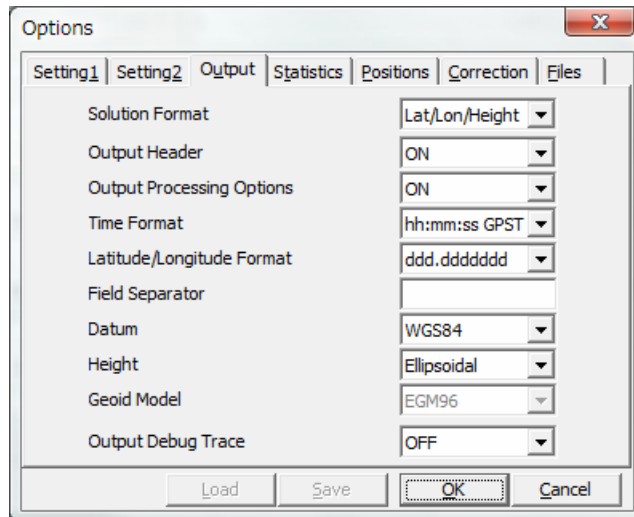 Options
Setting1 Setting2 Output Statistics Positions Correction Files
Solution Format Lat/Lon/Height
Output Header ON
Output Processing Options ON
Time Format hh:mm:ss GPST
Latitude/Longitude Format ddd.ddddddd
Field Separator
Datum WGS84
Height Ellipsoidal
Geoid Model EGM96
Output Debug Trace OFF
Load Save OK Cancel